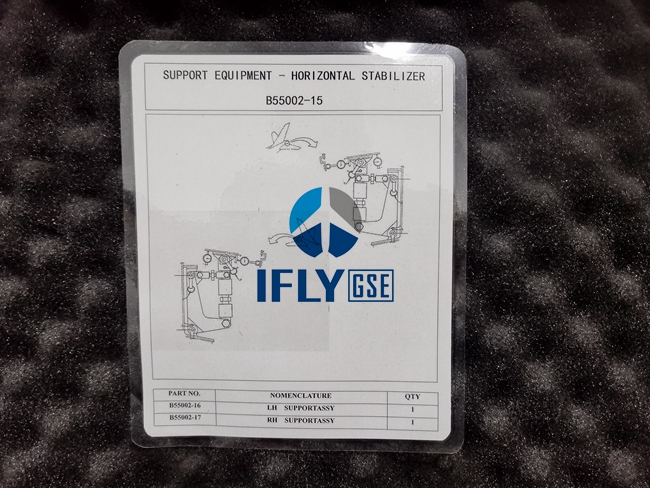 SUPPORT EQUIPMENT - HORIZONTAL STABILIZER
B55002-15
IFLY GSE
PART NO. NOMENCLATURE QTY
B55002-16 LH SUPPORTASSY 1
B55002-17 RH SUPPORTASSY 1